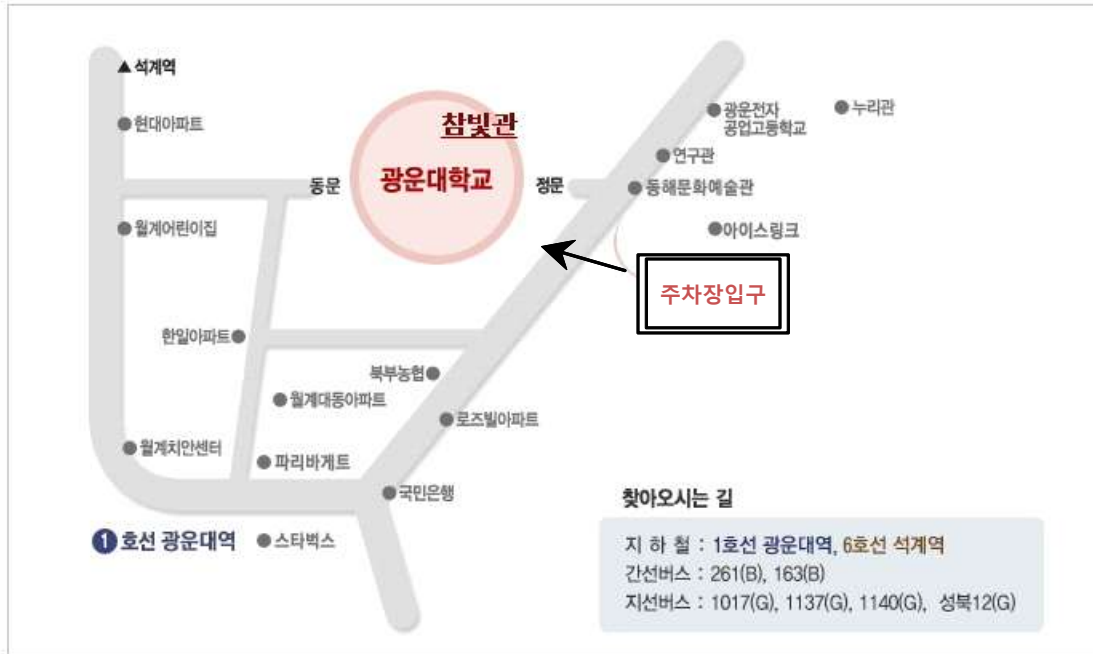 ▲석계역
현대아파트
참빛관
광운대학교
동문
정문
광운전자
공업고등학교
누리관
연구관
동해문화예술관
월계어린이집
아이스링크
주차장입구
한일아파트
북부농협
월계대동아파트
로즈빌아파트
월계치안센터
파리바게트
국민은행
1호선 광운대역
스타벅스
찾아오시는 길
지 하 철 : 1호선 광운대역, 6호선 석계역
간선버스 : 261(B), 163(B)
지선버스 : 1017(G), 1137(G), 1140(G), 성북12(G)